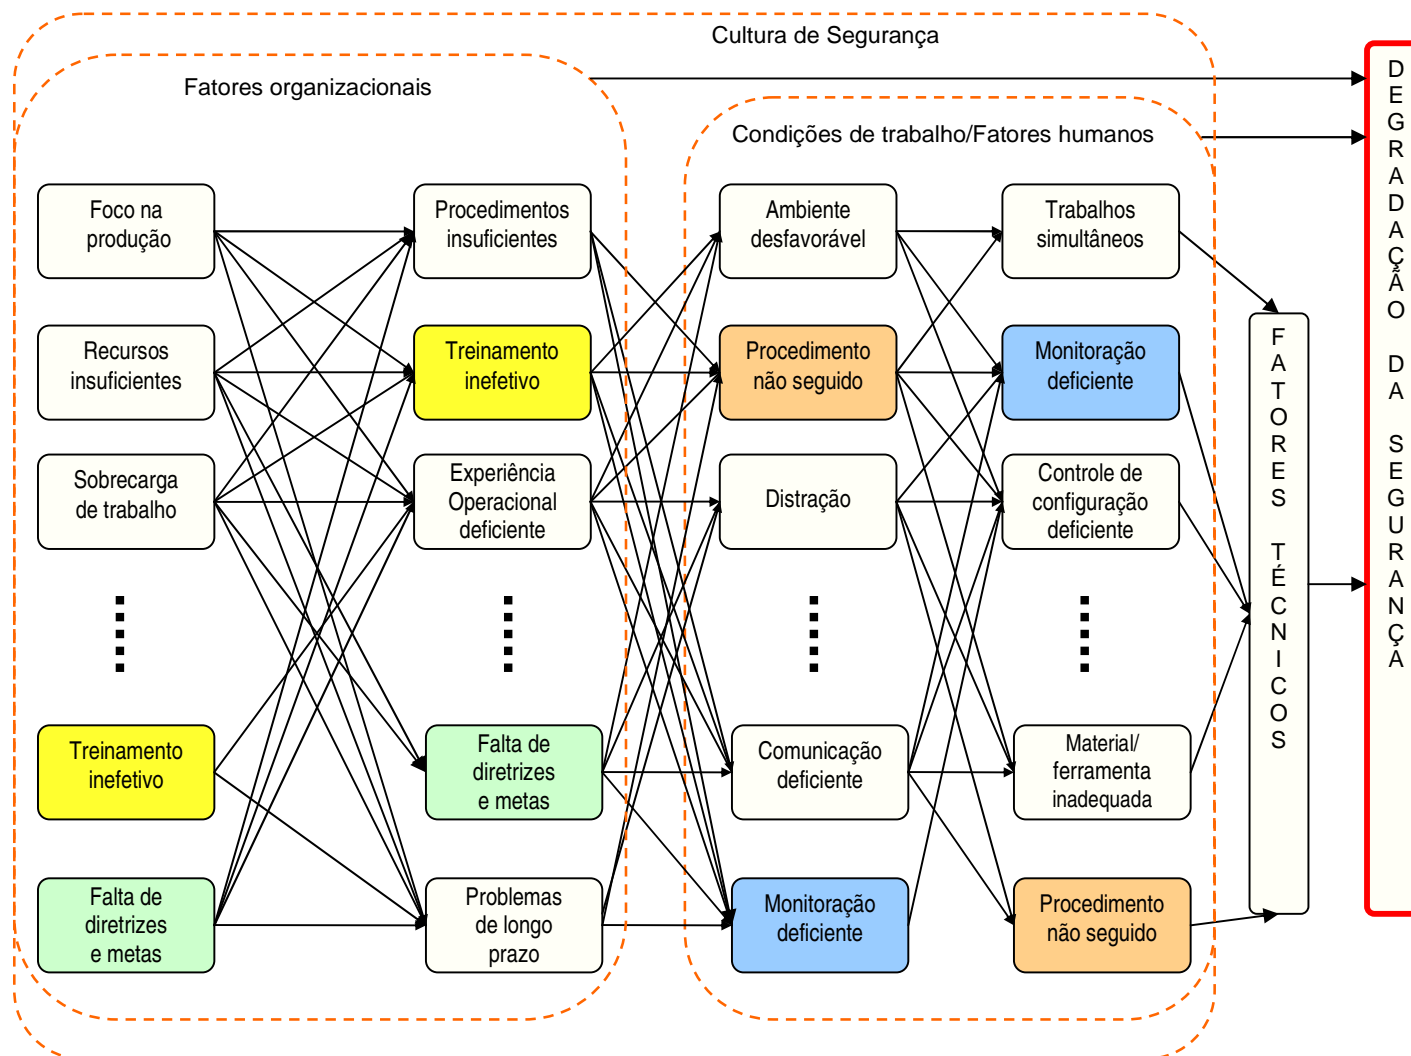 Cultura de Segurança
Fatores organizacionais
Condições de trabalho/Fatores humanos
Foco na
produção
Recursos
insuficientes
Sobrecarga
de trabalho
Treinamento
inefetivo
Falta de
diretrizes
e metas
Procedimentos
insuficientes
Treinamento
inefetivo
Experiência
Operacional
deficiente
Falta de
diretrizes
e metas
Problemas
de longo
prazo
Ambiente
desfavorável
Procedimento
não seguido
Distração
Comunicação
deficiente
Monitoração
deficiente
Trabalhos
simultâneos
Monitoração
deficiente
Controle de
configuração
deficiente
Material/
ferramenta
inadequada
Procedimento
não seguido
FATORES TÉCNICOS
DEGRADAÇÃO DA SEGURANÇA